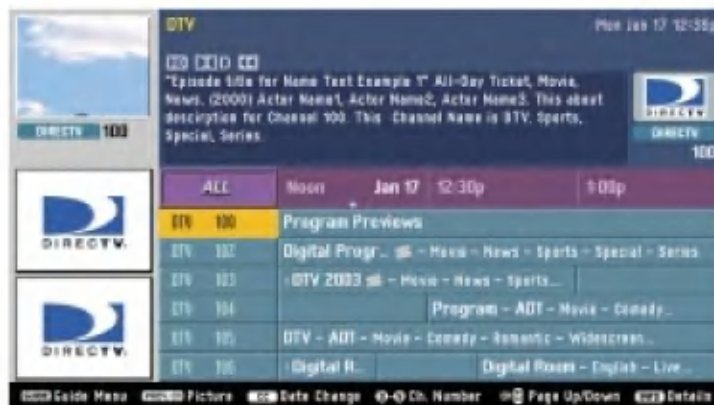 DTV
Mon Jan 17 12:35p
"Episode title for Name Text Example 1" All-Day Ticket, Movie,
News. (2000) Actor Name1, Actor Name2, Actor Name3. This about
descirption for Channel 100. This Channel Name is DTV. Sports,
Special, Series
DIRECTV 100
DIRECTV
DIRECTV
100
ALL Noon Jan 17 12:30p 1:00p
DTV 100 Program Previews
DIRECTV
DTV 102 Digital Progr... - Movie - News - Sports - Special - Series
DTV 103 DTV 2003 - Movie - News - Sports...
DTV 104 Program - ADT - Movie - Comedy...
DTV 105 DTV - ADT - Movie - Comedy - Romantic - Widescreen...
DIRECTV
DTV 106 Digital R... Digital Room - English - Live...
Guide Menu Picture Date Change 0-9 Ch. Number Page Up/Down Details